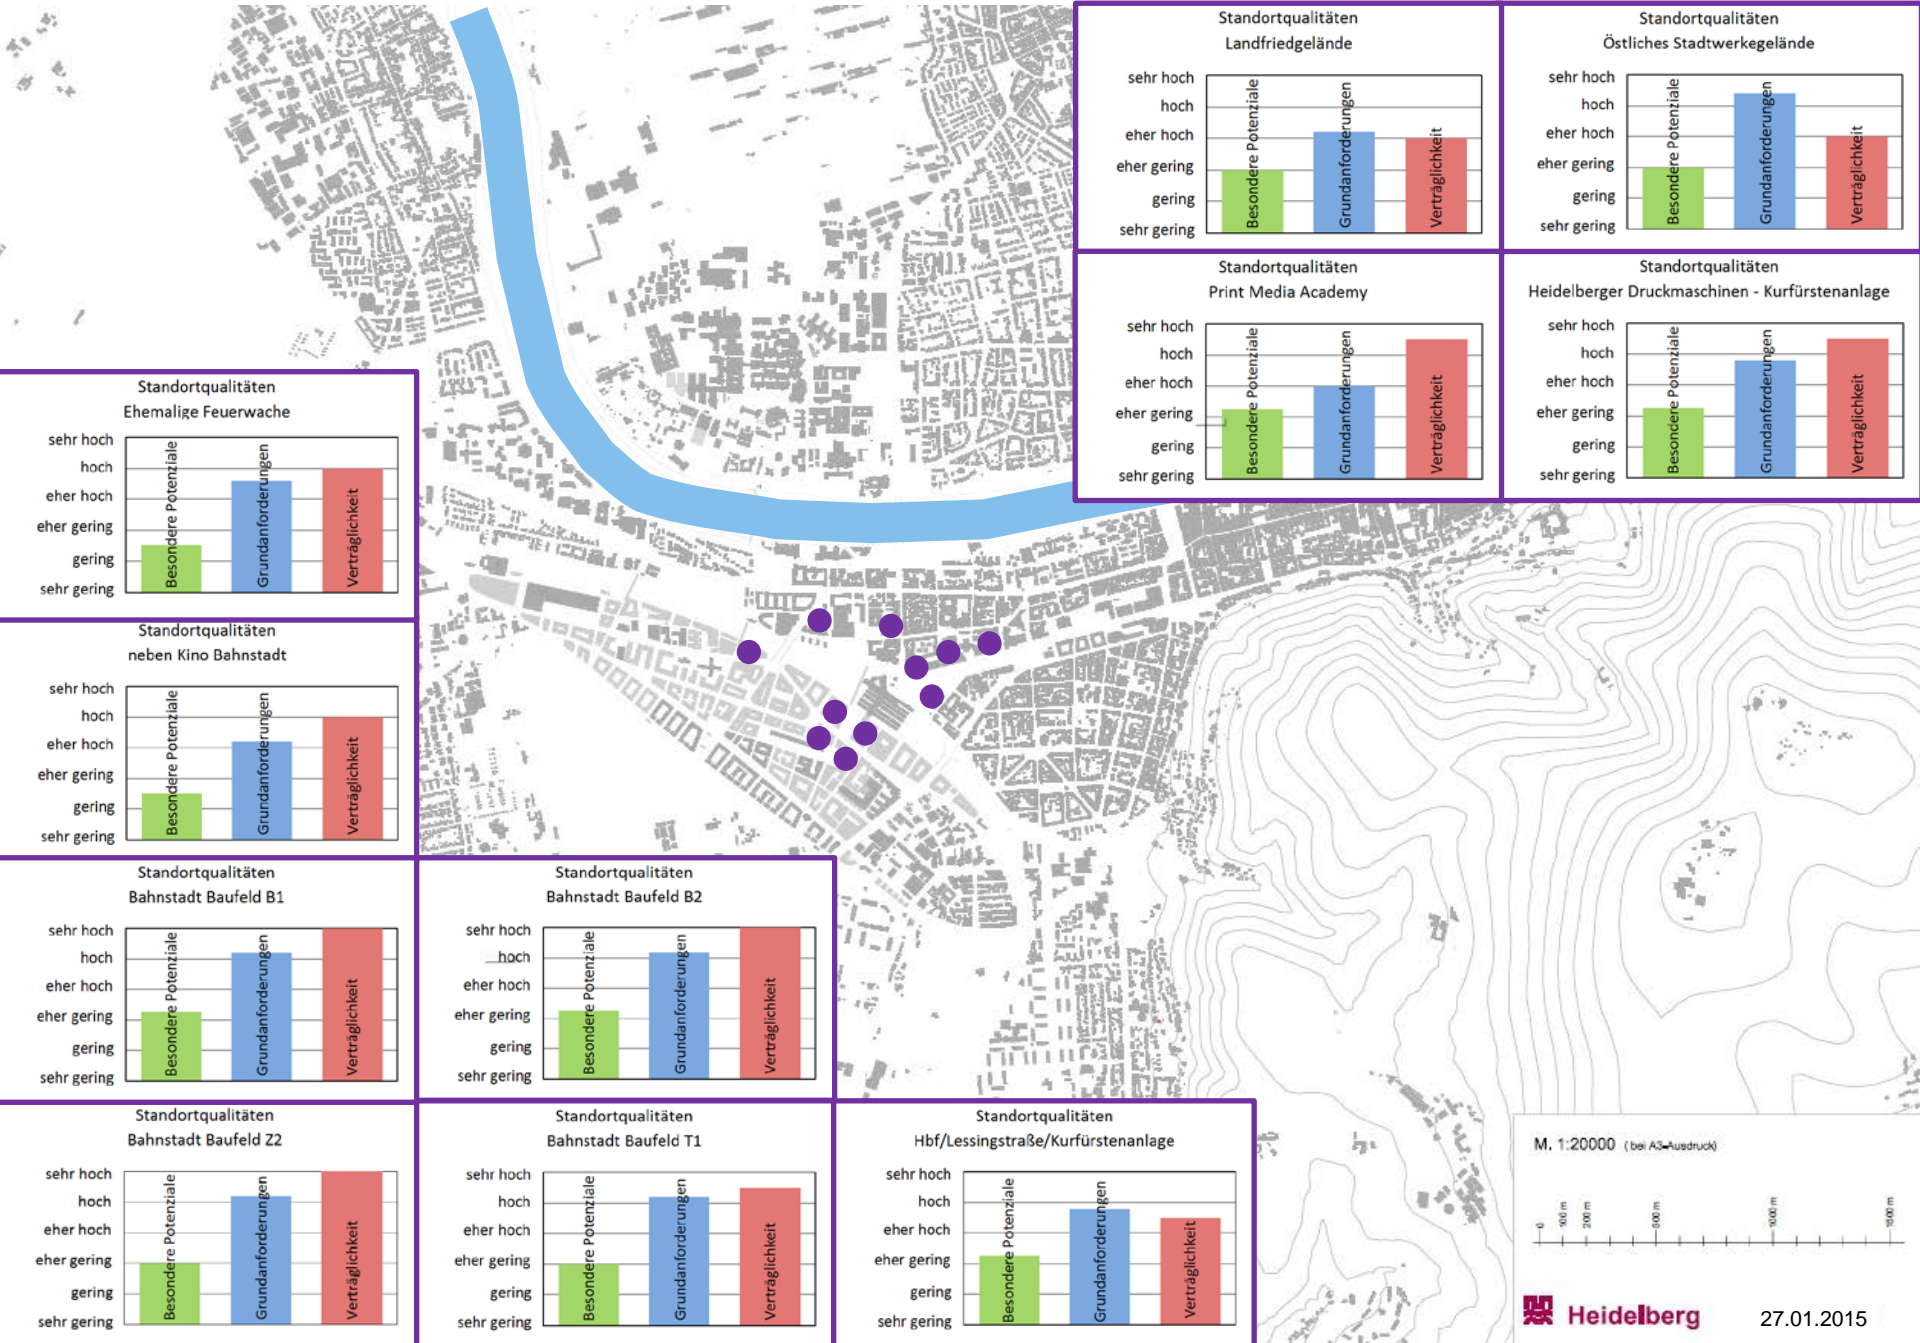 Standortqualitäten
Landfriedgelände
sehr hoch
hoch
eher hoch
eher gering
gering
sehr gering
Besondere Potenziale
Grundanforderungen
Verträglichkeit
Standortqualitäten
Östliches Stadtwerkegelände
sehr hoch
hoch
eher hoch
eher gering
gering
sehr gering
Besondere Potenziale
Grundanforderungen
Verträglichkeit
Standortqualitäten
Print Media Academy
sehr hoch
hoch
eher hoch
eher gering
gering
sehr gering
Besondere Potenziale
Grundanforderungen
Verträglichkeit
Standortqualitäten
Heidelberger Druckmaschinen - Kurfürstenanlage
sehr hoch
hoch
eher hoch
eher gering
gering
sehr gering
Besondere Potenziale
Grundanforderungen
Verträglichkeit
Standortqualitäten
Ehemalige Feuerwache
sehr hoch
hoch
eher hoch
eher gering
gering
sehr gering
Besondere Potenziale
Grundanforderungen
Verträglichkeit
Standortqualitäten
neben Kino Bahnstadt
sehr hoch
hoch
eher hoch
eher gering
gering
sehr gering
Besondere Potenziale
Grundanforderungen
Verträglichkeit
Standortqualitäten
Bahnstadt Baufeld B1
sehr hoch
hoch
eher hoch
eher gering
gering
sehr gering
Besondere Potenziale
Grundanforderungen
Verträglichkeit
Standortqualitäten
Bahnstadt Baufeld B2
sehr hoch
hoch
eher hoch
eher gering
gering
sehr gering
Besondere Potenziale
Grundanforderungen
Verträglichkeit
Standortqualitäten
Bahnstadt Baufeld Z2
sehr hoch
hoch
eher hoch
eher gering
gering
sehr gering
Besondere Potenziale
Grundanforderungen
Verträglichkeit
Standortqualitäten
Bahnstadt Baufeld T1
sehr hoch
hoch
eher hoch
eher gering
gering
sehr gering
Besondere Potenziale
Grundanforderungen
Verträglichkeit
Standortqualitäten
Hbf/Lessingstraße/Kurfürstenanlage
sehr hoch
hoch
eher hoch
eher gering
gering
sehr gering
Besondere Potenziale
Grundanforderungen
Verträglichkeit
M. 1:20000 (bei A3-Ausdruck)
0 100 m 200 m 500 m 1000 m 1500 m
Heidelberg
27.01.2015